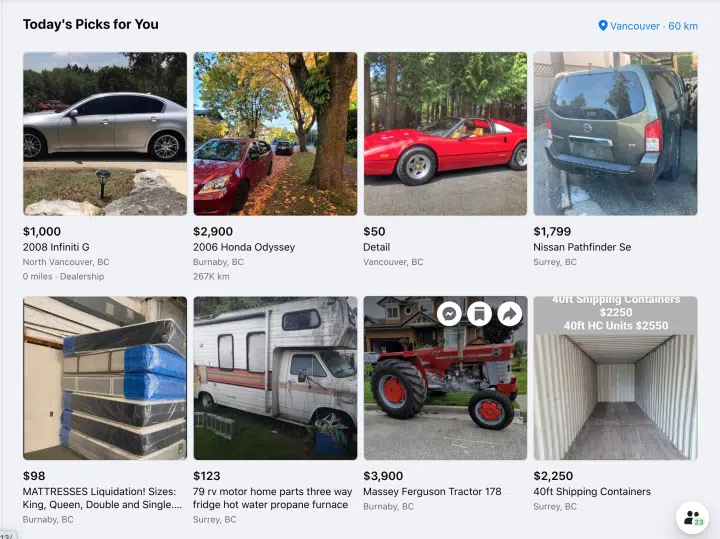 Today's Picks for You
Vancouver · 60 km
$1,000
2008 Infiniti G
North Vancouver, BC
0 miles · Dealership
$2,900
2006 Honda Odyssey
Burnaby, BC
267K km
$50
Detail
Vancouver, BC
$1,799
Nissan Pathfinder Se
Surrey, BC
40ft Shipping Containers
$2250
40ft HC Units $2550
$98
MATTRESSES Liquidation! Sizes:
King, Queen, Double and Single....
Burnaby, BC
$123
79 rv motor home parts three way
fridge hot water propane furnace
Surrey, BC
$3,900
Massey Ferguson Tractor 178
Burnaby, BC
$2,250
40ft Shipping Containers
Surrey, BC
23